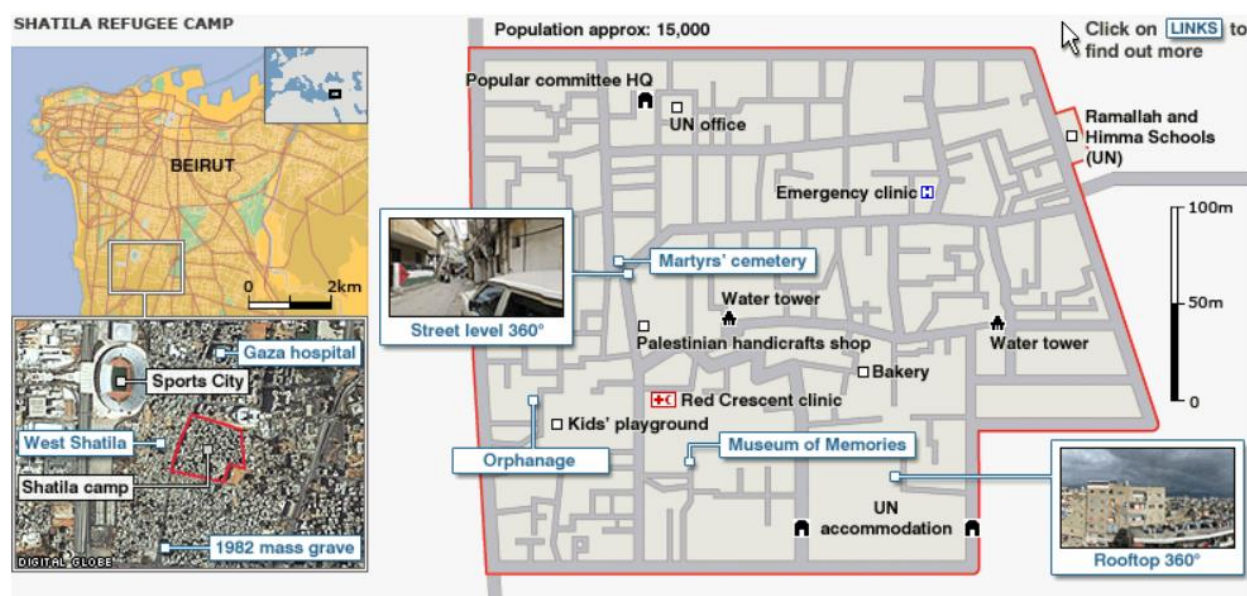 SHATILA REFUGEE CAMP
BEIRUT
0
2km
Gaza hospital
Sports City
West Shatila
Shatila camp
1982 mass grave
DIGITAL GLOBE
Population approx: 15,000
Click on LINKS to
find out more
Popular committee HQ
UN office
Ramallah and
Himma Schools
(UN)
Emergency clinic
H
100m
50m
0
Martyrs' cemetery
Street level 360°
Water tower
Palestinian handicrafts shop
Water tower
Bakery
Red Crescent clinic
Kids' playground
Orphanage
Museum of Memories
UN
accommodation
Rooftop 360°